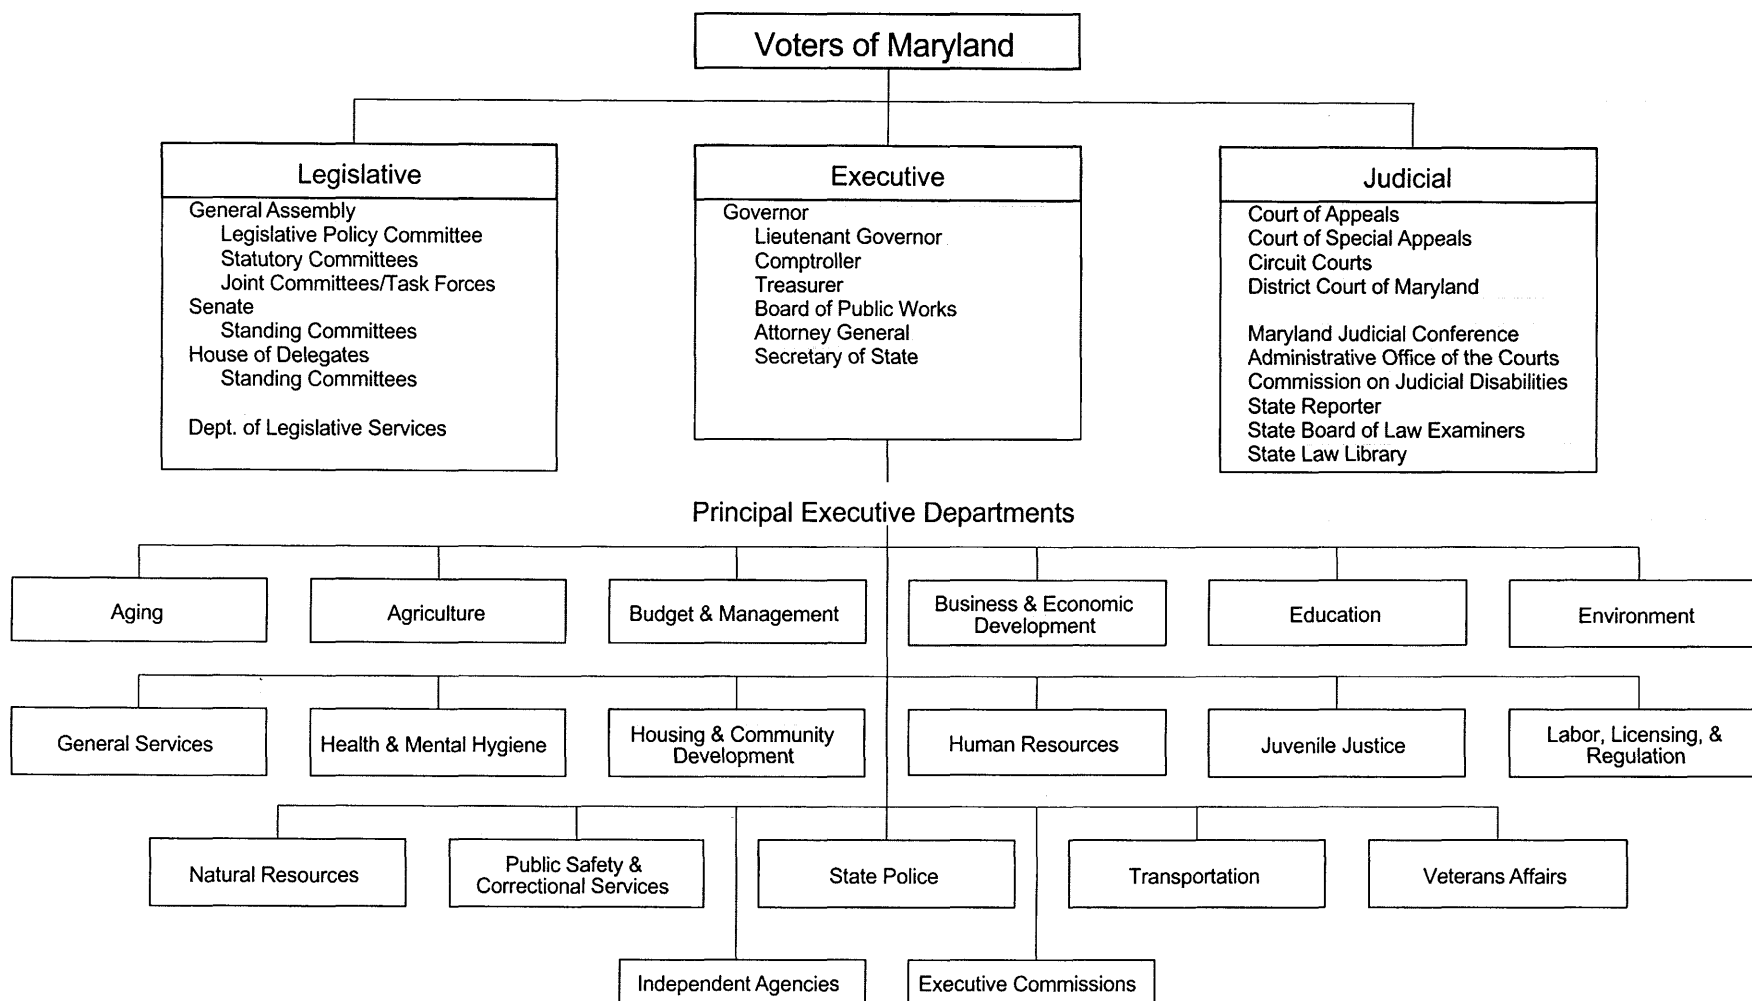 Voters of Maryland
Legislative
General Assembly
Legislative Policy Committee
Statutory Committees
Joint Committees/Task Forces
Senate
Standing Committees
House of Delegates
Standing Committees
Dept. of Legislative Services
Executive
Governor
Lieutenant Governor
Comptroller
Treasurer
Board of Public Works
Attorney General
Secretary of State
Judicial
Court of Appeals
Court of Special Appeals
Circuit Courts
District Court of Maryland
Maryland Judicial Conference
Administrative Office of the Courts
Commission on Judicial Disabilities
State Reporter
State Board of Law Examiners
State Law Library
Principal Executive Departments
Aging
Agriculture
Budget & Management
Business & Economic
Development
Education
Environment
General Services
Health & Mental Hygiene
Housing & Community
Development
Human Resources
Juvenile Justice
Labor, Licensing, &
Regulation
Natural Resources
Public Safety &
Correctional Services
State Police
Transportation
Veterans Affairs
Independent Agencies
Executive Commissions